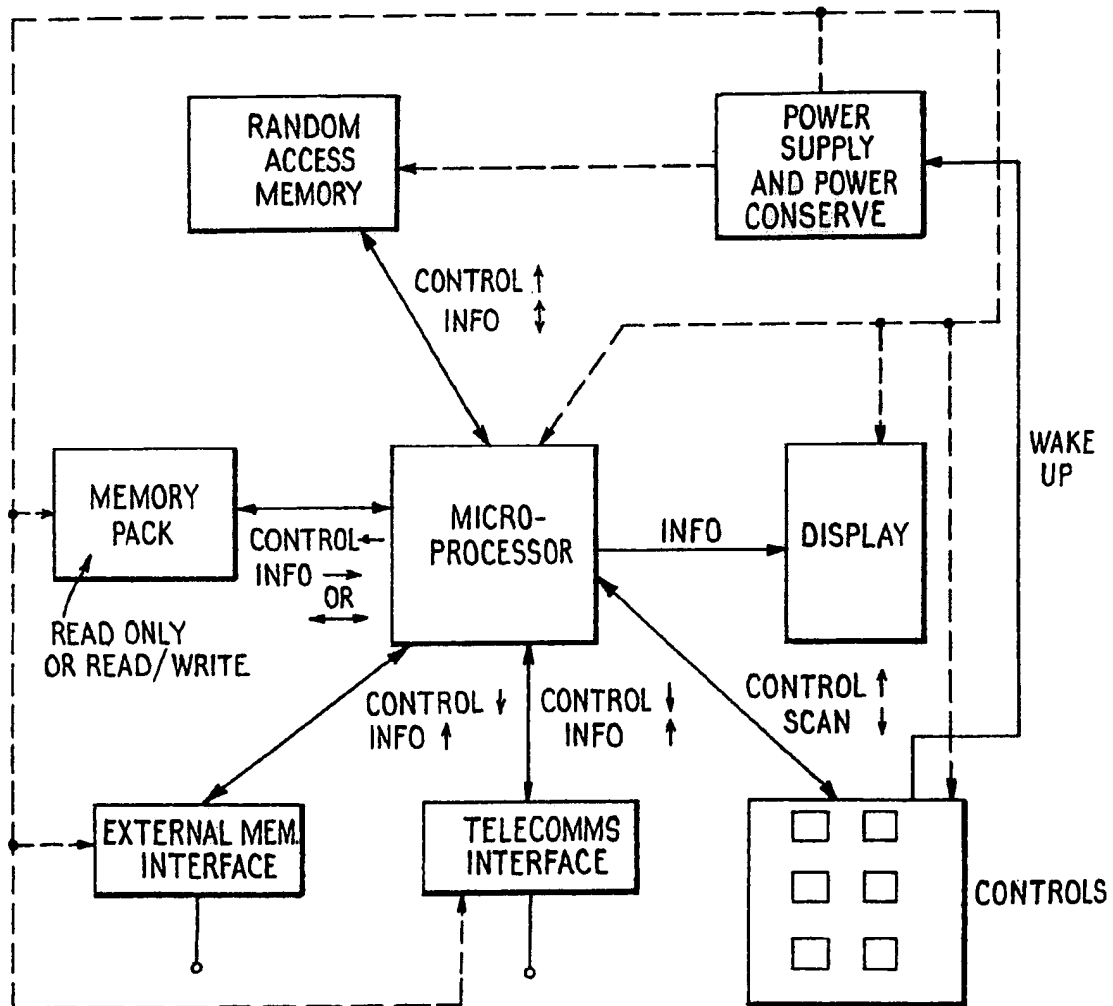 RANDOM
ACCESS
MEMORY
POWER
SUPPLY
AND POWER
CONSERVE
CONTROL ↑
INFO ↕
WAKE
UP
MEMORY
PACK
CONTROL ←
INFO →
OR
↔
READ ONLY
OR READ/WRITE
MICRO-
PROCESSOR
INFO
DISPLAY
CONTROL ↓
INFO ↑
CONTROL ↓
INFO ↑
CONTROL ↑
SCAN ↓
EXTERNAL MEM.
INTERFACE
TELECOMMS
INTERFACE
CONTROLS